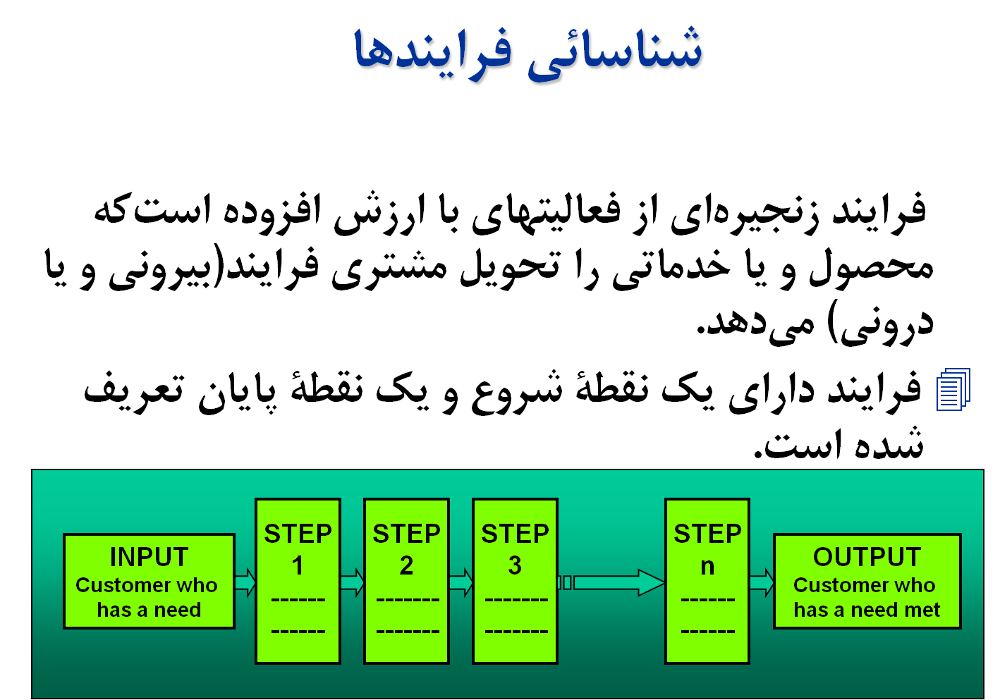 شناسائی فرایندها
فرایند زنجیره‌ای از فعالیتهای با ارزش افزوده است‌که
محصول و یا خدماتی را تحویل مشتری فرایند(بیرونی و یا
درونی) می‌دهد.
فرایند دارای یک نقطهٔ شروع و یک نقطهٔ پایان تعریف
شده است.
INPUT
Customer who
has a need
STEP
1
------
------
STEP
2
-------
-------
STEP
3
-------
-------
STEP
n
------
------
OUTPUT
Customer who
has a need met